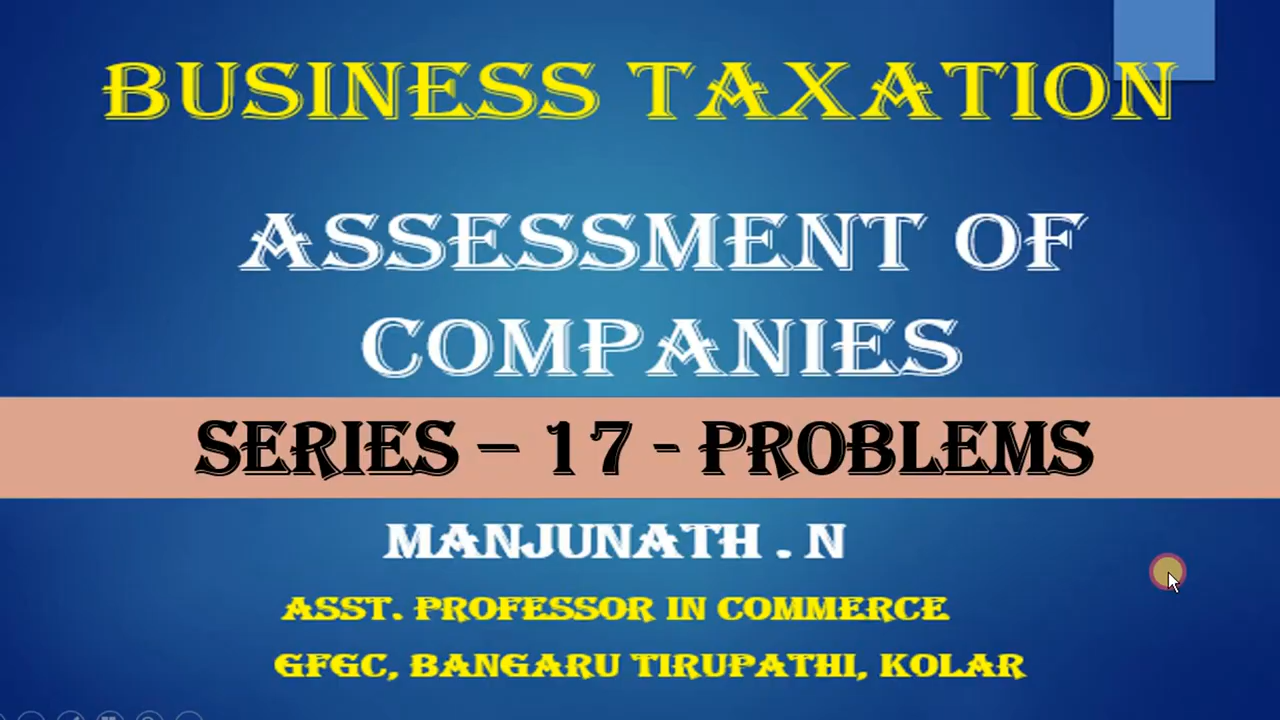 BUSINESS TAXATION
ASSESSMENT OF
COMPANIES
SERIES – 17 - PROBLEMS
MANJUNATH . N
ASST. PROFESSOR IN COMMERCE
GFGC, BANGARU TIRUPATHI, KOLAR